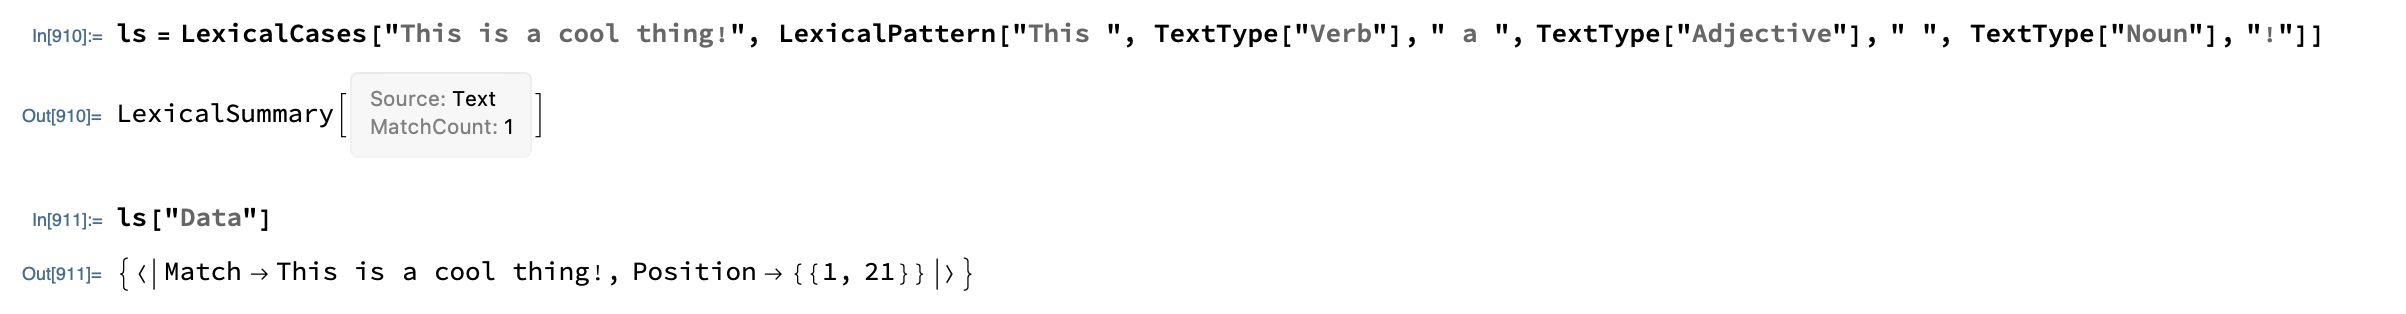 In[910]:= ls = LexicalCases["This is a cool thing!", LexicalPattern["This ", TextType["Verb"], " a ", TextType["Adjective"], " ", TextType["Noun"], "!"]]
Out[910]= LexicalSummary[Source: Text
MatchCount: 1]
In[911]:= ls["Data"]
Out[911]= {<|Match→This is a cool thing!, Position→{{1, 21}}|>}